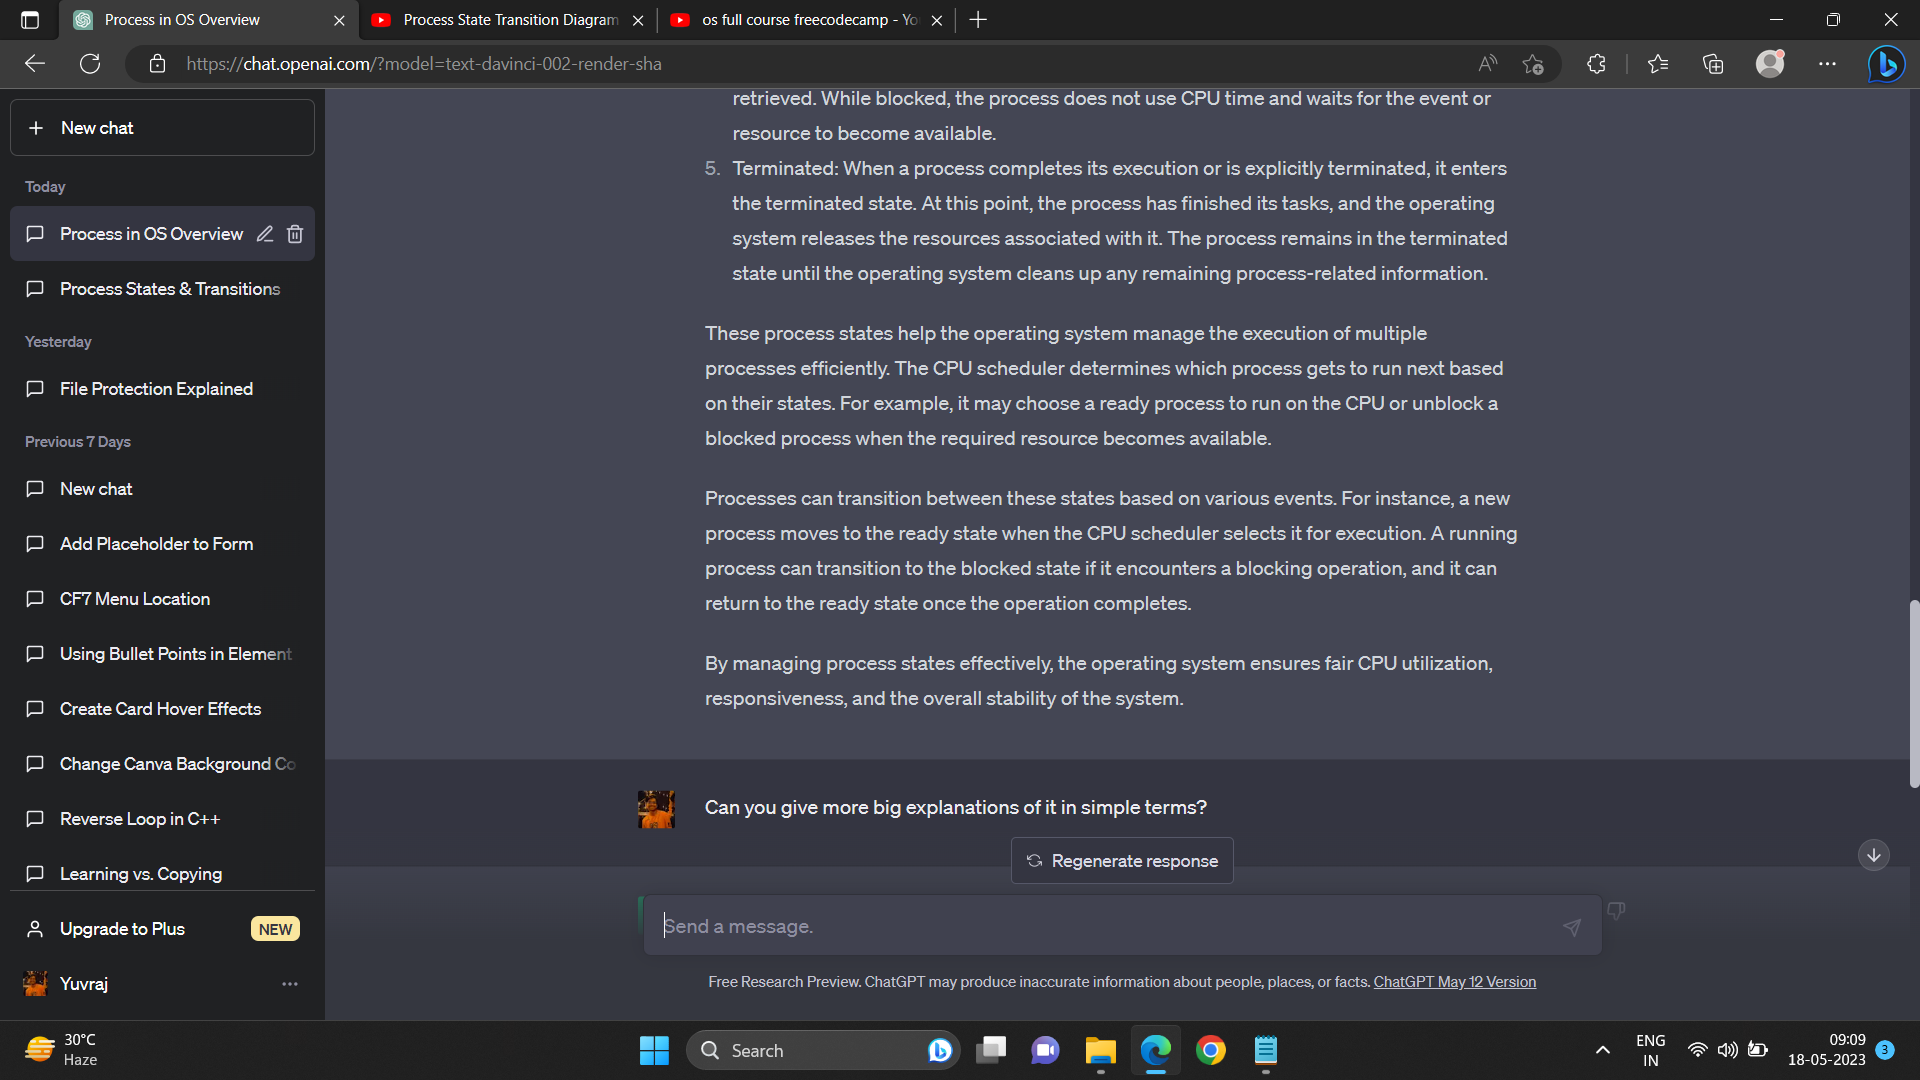 Process in OS Overview
Process State Transition Diagram
os full course freecodecamp - Yo
https://chat.openai.com/?model=text-davinci-002-render-sha
New chat
Today
Process in OS Overview
Process States & Transitions
Yesterday
File Protection Explained
Previous 7 Days
New chat
Add Placeholder to Form
CF7 Menu Location
Using Bullet Points in Element
Create Card Hover Effects
Change Canva Background Co
Reverse Loop in C++
Learning vs. Copying
Upgrade to Plus NEW
Yuvraj
retrieved. While blocked, the process does not use CPU time and waits for the event or
resource to become available.
5. Terminated: When a process completes its execution or is explicitly terminated, it enters
the terminated state. At this point, the process has finished its tasks, and the operating
system releases the resources associated with it. The process remains in the terminated
state until the operating system cleans up any remaining process-related information.
These process states help the operating system manage the execution of multiple
processes efficiently. The CPU scheduler determines which process gets to run next based
on their states. For example, it may choose a ready process to run on the CPU or unblock a
blocked process when the required resource becomes available.
Processes can transition between these states based on various events. For instance, a new
process moves to the ready state when the CPU scheduler selects it for execution. A running
process can transition to the blocked state if it encounters a blocking operation, and it can
return to the ready state once the operation completes.
By managing process states effectively, the operating system ensures fair CPU utilization,
responsiveness, and the overall stability of the system.
Can you give more big explanations of it in simple terms?
Regenerate response
Send a message.
Free Research Preview. ChatGPT may produce inaccurate information about people, places, or facts. ChatGPT May 12 Version
30°C
Haze
Search
ENG
IN
09:09
18-05-2023
3